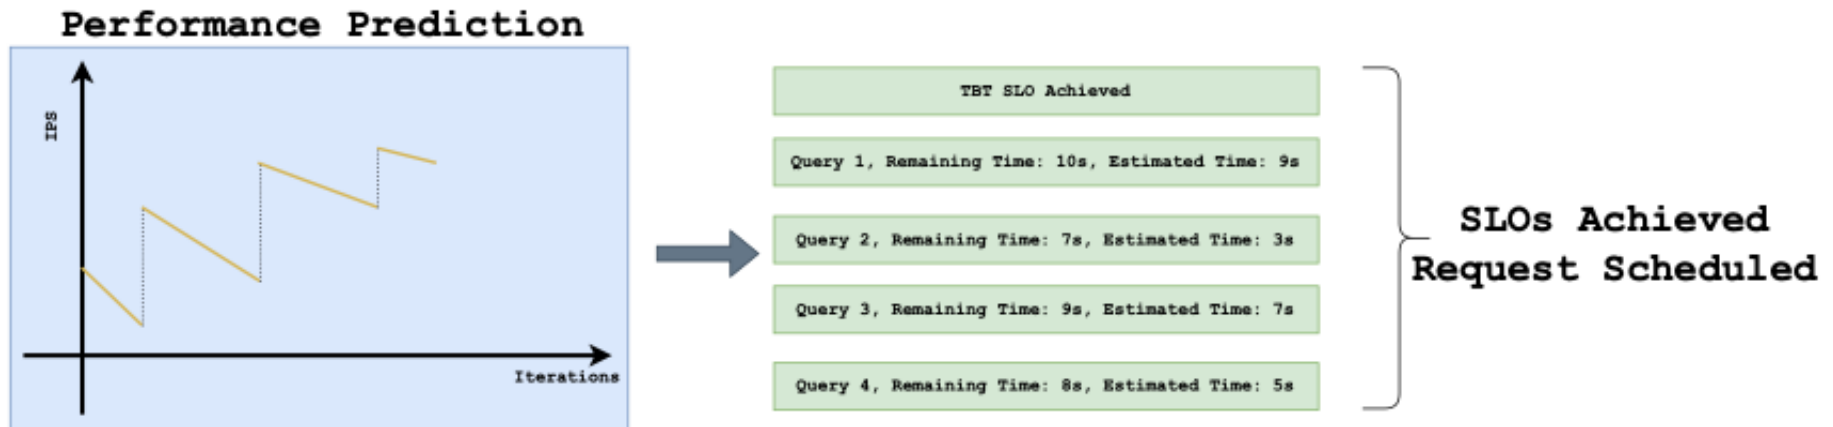 Performance Prediction
IPS
Iterations
TBT SLO Achieved
Query 1, Remaining Time: 10s, Estimated Time: 9s
Query 2, Remaining Time: 7s, Estimated Time: 3s
Query 3, Remaining Time: 9s, Estimated Time: 7s
Query 4, Remaining Time: 8s, Estimated Time: 5s
SLOs Achieved
Request Scheduled